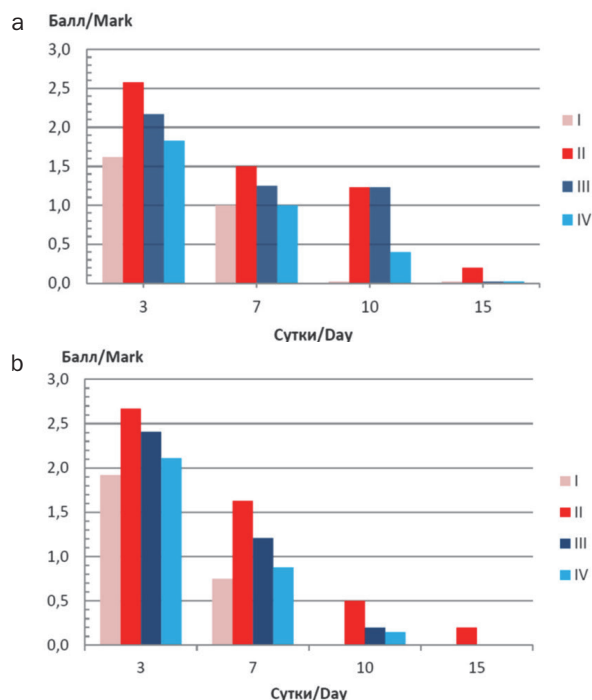 a
Балл/Mark
3,0
2,5
2,0
1,5
1,0
0,5
0,0
3 7 10 15
Сутки/Day
I
II
III
IV
b
Балл/Mark
3,0
2,5
2,0
1,5
1,0
0,5
0,0
3 7 10 15
Сутки/Day
I
II
III
IV